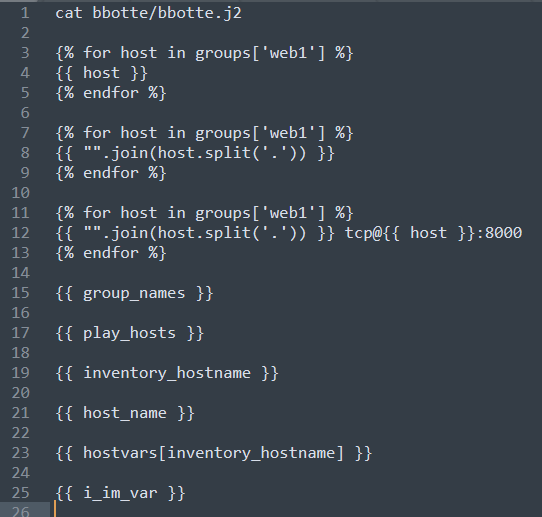 1 cat bbotte/bbotte.j2
2
3 {% for host in groups['web1'] %}
4 {{ host }}
5 {% endfor %}
6
7 {% for host in groups['web1'] %}
8 {{ "".join(host.split('.')) }}
9 {% endfor %}
10
11 {% for host in groups['web1'] %}
12 {{ "".join(host.split('.')) }} tcp@{{ host }}:8000
13 {% endfor %}
14
15 {{ group_names }}
16
17 {{ play_hosts }}
18
19 {{ inventory_hostname }}
20
21 {{ host_name }}
22
23 {{ hostvars[inventory_hostname] }}
24
25 {{ i_im_var }}
26